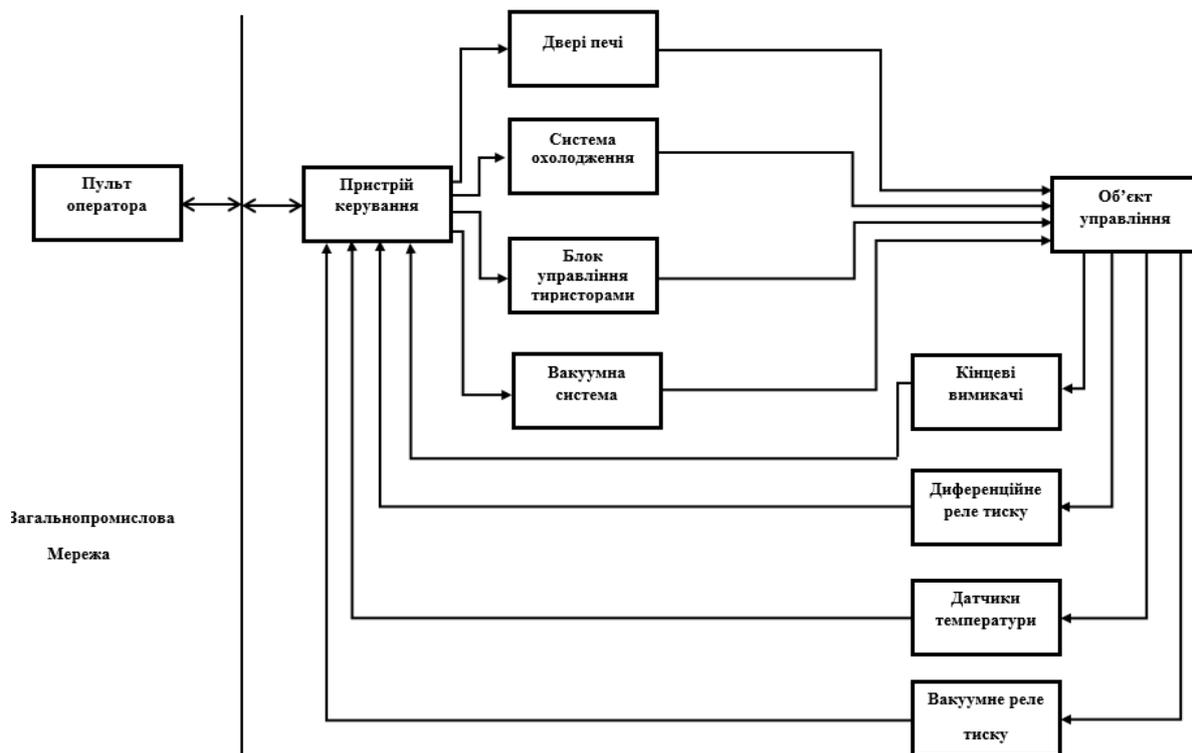 Двері печі
Система
охолодження
Пульт
оператора
Пристрій
керування
Об’єкт
управління
Блок
управління
тиристорами
Вакуумна
система
Кінцеві
вимикачі
Диференційне
реле тиску
Загальнопромислова
Мережа
Датчики
температури
Вакуумне реле
тиску